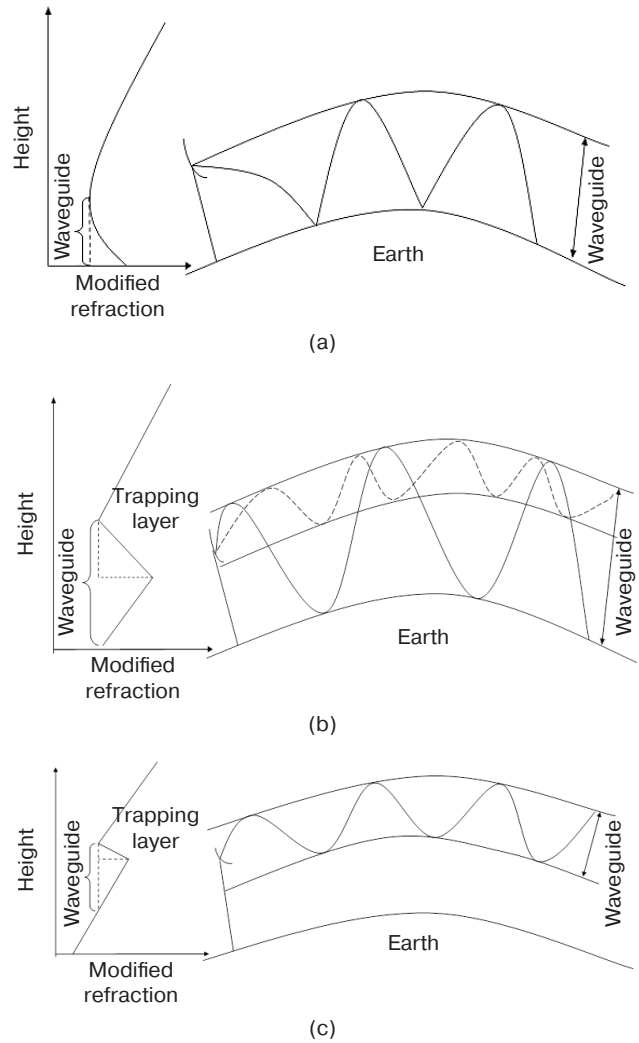 Height
Waveguide
Modified
refraction
Earth
Waveguide
(a)
Height
Waveguide
Trapping
layer
Modified
refraction
Earth
Waveguide
(b)
Height
Waveguide
Trapping
layer
Modified
refraction
Earth
Waveguide
(c)